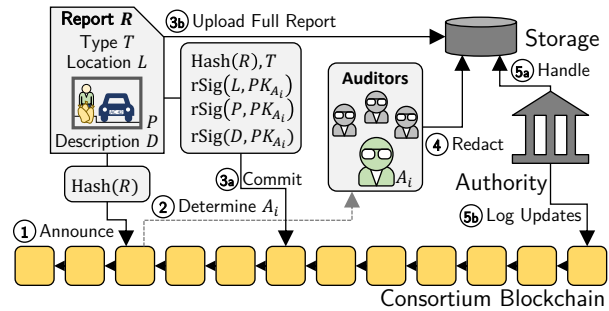 Report R
Type T
Location L
P
Description D
Hash(R)
3b Upload Full Report
Hash(R), T
rSig(L, PK_{A_i})
rSig(P, PK_{A_i})
rSig(D, PK_{A_i})
3a Commit
Auditors
A_i
Storage
5a Handle
4 Redact
Authority
5b Log Updates
1 Announce
2 Determine A_i
Consortium Blockchain